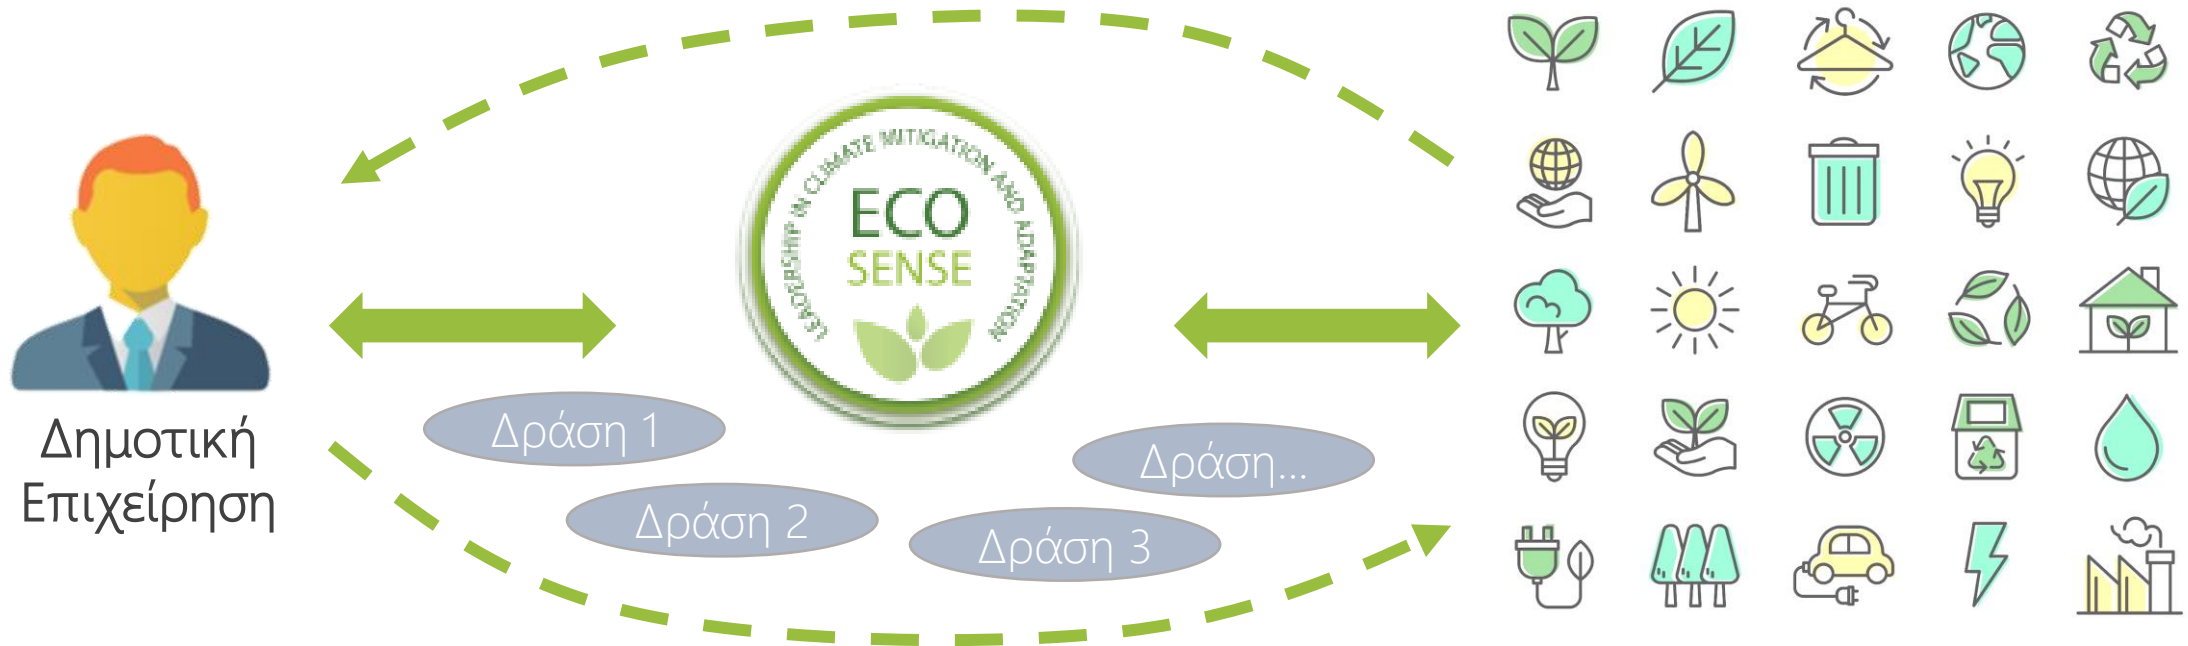 LEADERSHIP IN CLIMATE MITIGATION AND ADAPTATION
ECO
SENSE
Δημοτική
Επιχείρηση
Δράση 1
Δράση 2
Δράση 3
Δράση...